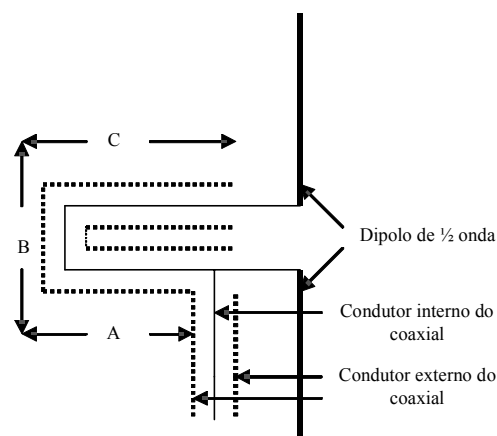 C
B
Dipolo de ½ onda
A
Condutor interno do
coaxial
Condutor externo do
coaxial